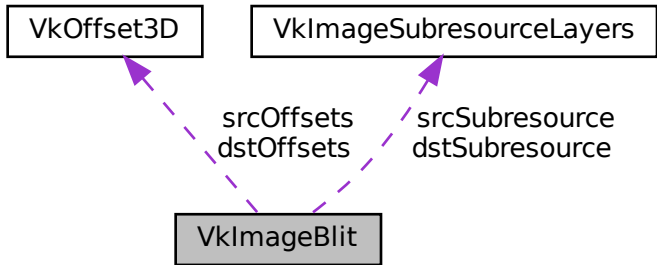 VkOffset3D
VkImageSubresourceLayers
srcOffsets
dstOffsets
srcSubresource
dstSubresource
VkImageBlit